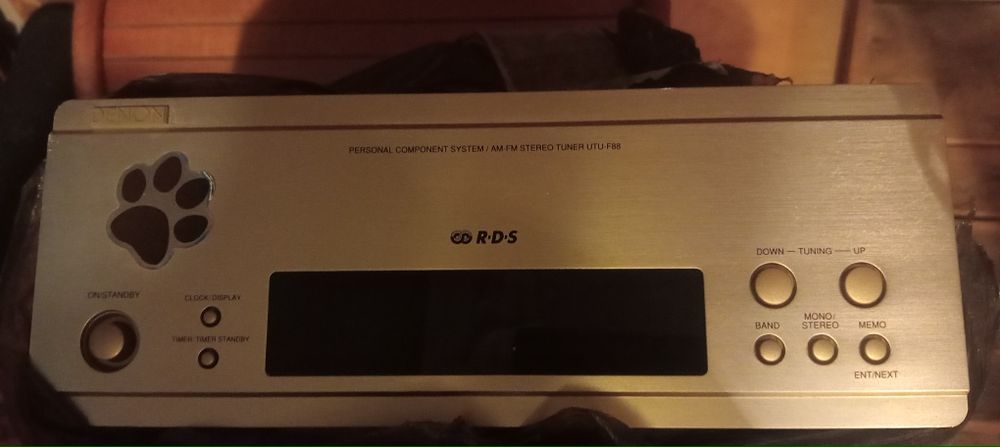 DENON
PERSONAL COMPONENT SYSTEM / AM-FM STEREO TUNER UTU-F88
R·D·S
DOWN — TUNING — UP
ON/STANDBY
CLOCK/DISPLAY
MONO/
STEREO
BAND
MEMO
TIMER/TIMER STANDBY
ENT/NEXT